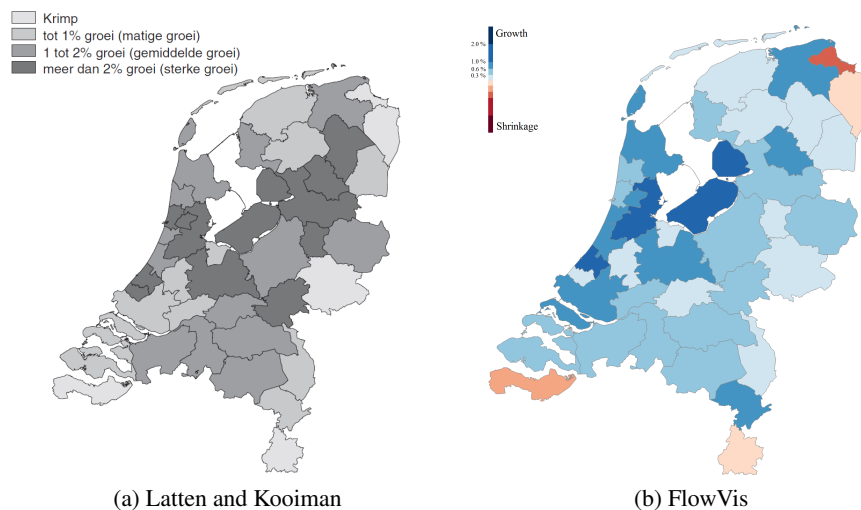 Krimp
tot 1% groei (matige groei)
1 tot 2% groei (gemiddelde groei)
meer dan 2% groei (sterke groei)
Growth
2.0 %
1.0 %
0.6 %
0.3 %
Shrinkage
(a) Latten and Kooiman
(b) FlowVis